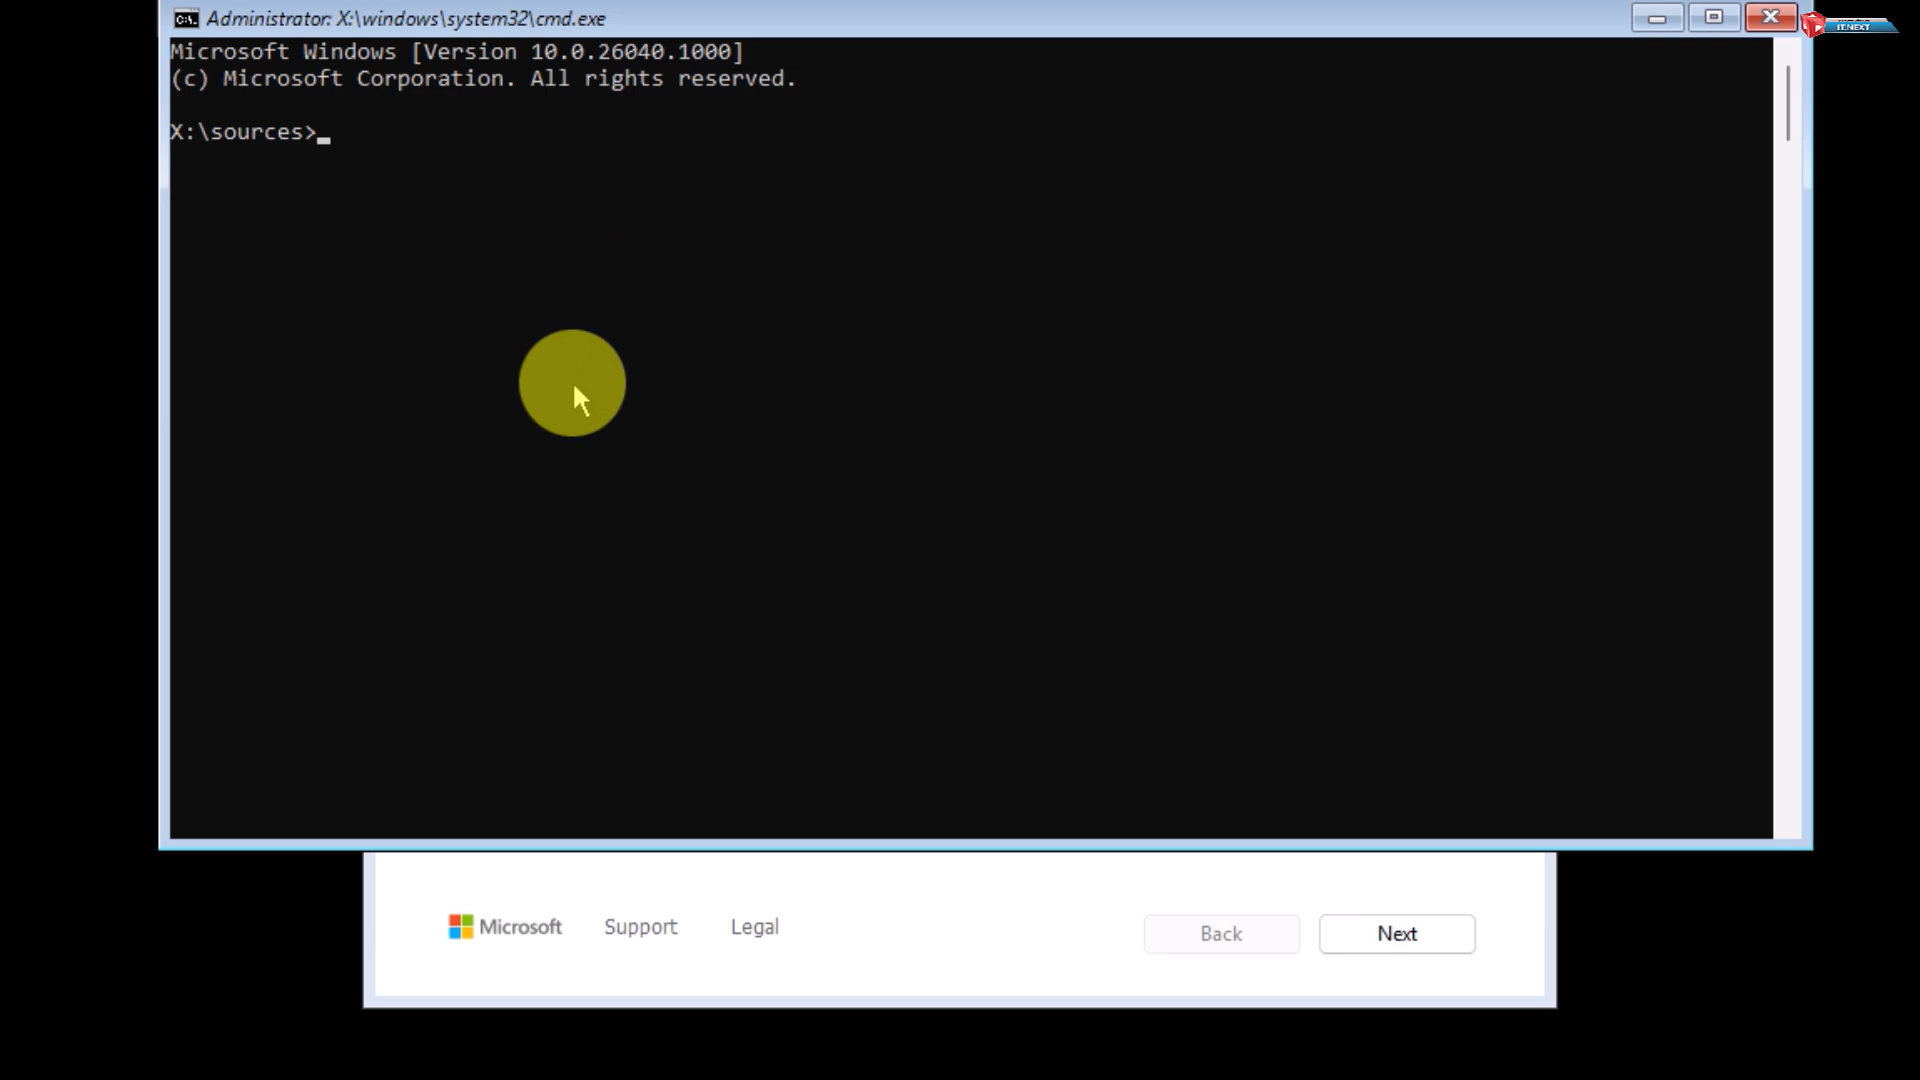 Administrator: X:\windows\system32\cmd.exe
IT.NEXT
Microsoft Windows [Version 10.0.26040.1000]
(c) Microsoft Corporation. All rights reserved.
X:\sources>
Microsoft
Support
Legal
Back
Next